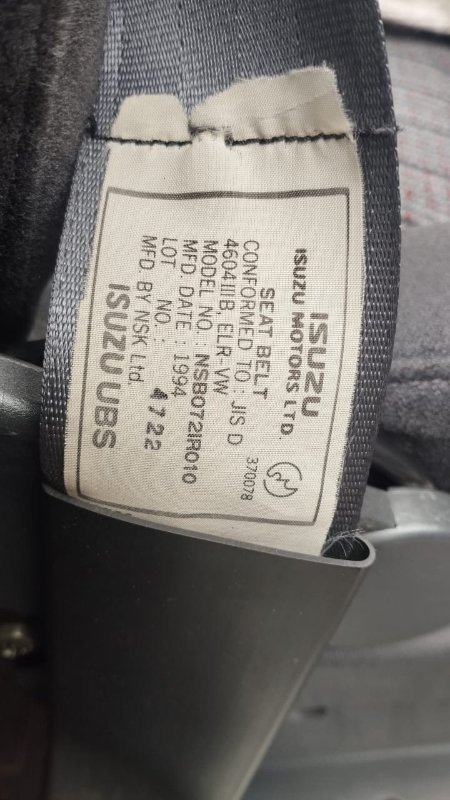 ISUZU
ISUZU MOTORS LTD.
SEAT BELT
370078
CONFORMED TO : JIS D
4604 III B, ELR-VW
MODEL NO. : NSB072IR010
MFD. DATE : 1994
LOT NO. : 4722
MFD. BY NSK Ltd.
ISUZU UBS